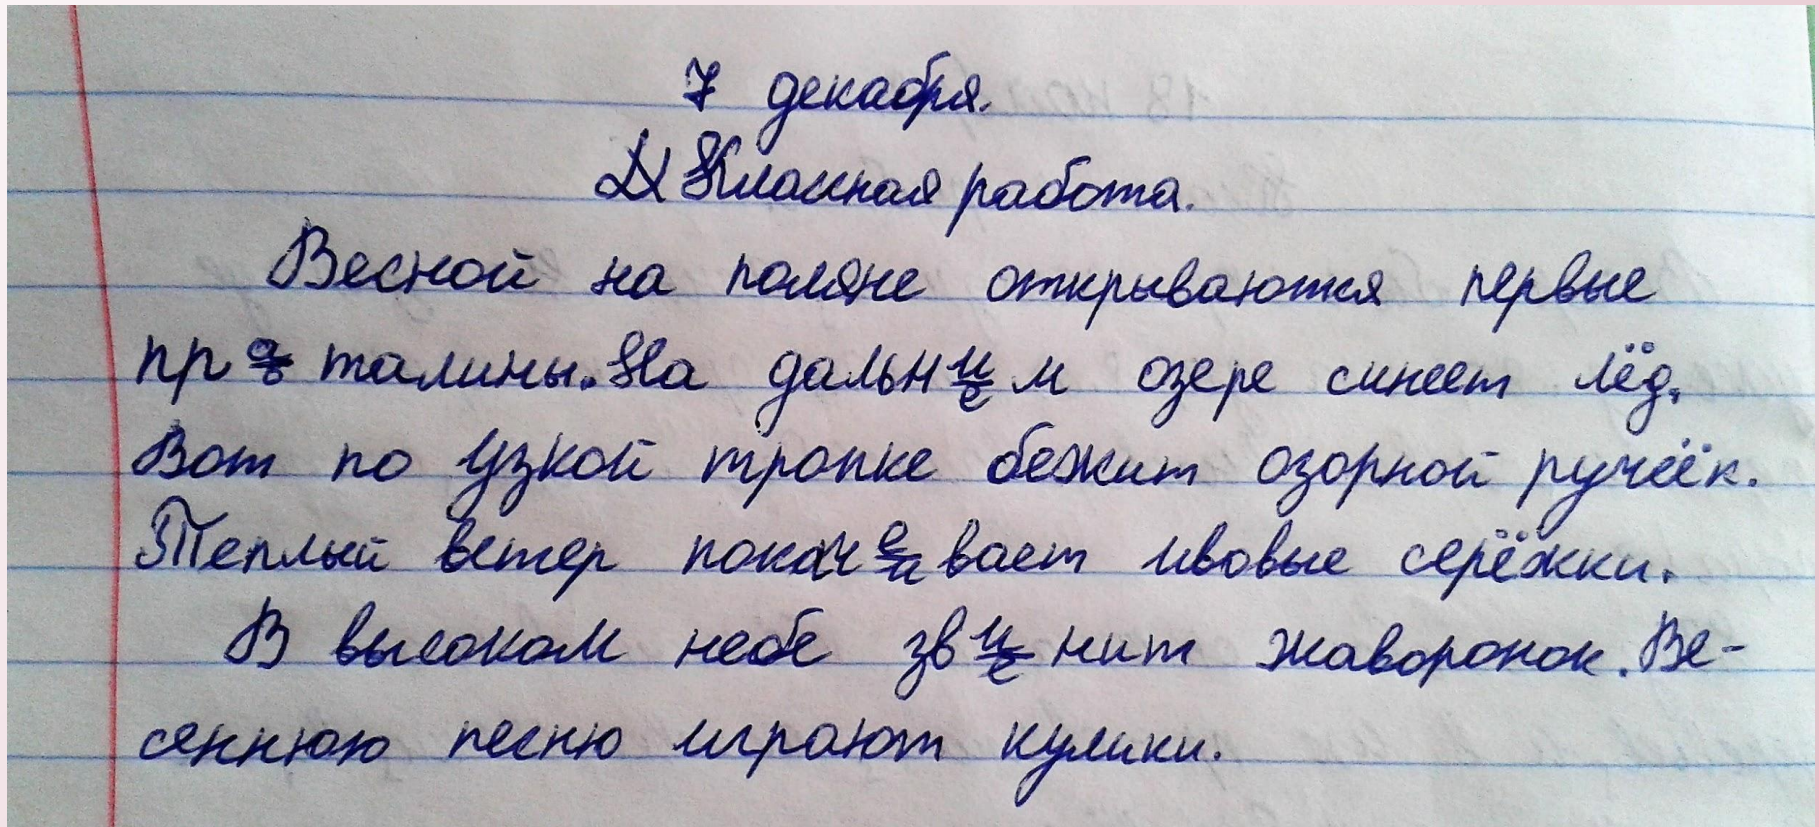 7 декабря.
Классная работа.
Весной на поляне открываются первые
пр о/а талины. На дальн и/е м озере синеет лёд.
Вот по узкой тропке бежит озорной ручеёк.
Теплый ветер покач е/и вает ивовые серёжки.
В высоком небе зв и/е нит жаворонок. Ве-
сеннюю песню играют кулики.